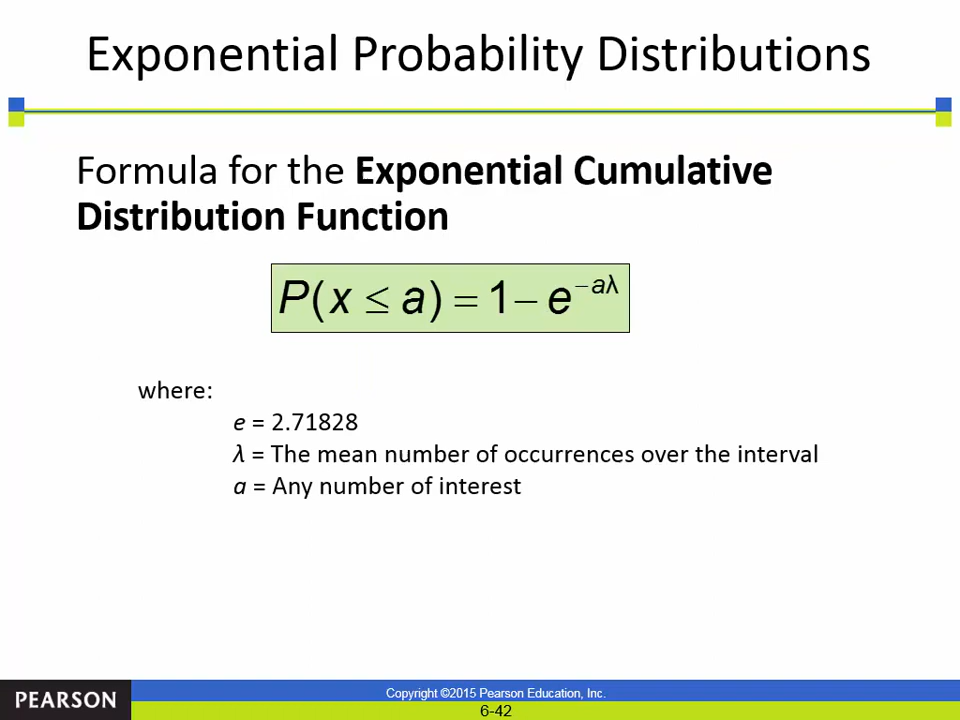 Exponential Probability Distributions
Formula for the Exponential Cumulative
Distribution Function
P(x ≤ a) = 1 − e^{−aλ}
where:
e = 2.71828
λ = The mean number of occurrences over the interval
a = Any number of interest
PEARSON
Copyright ©2015 Pearson Education, Inc.
6-42